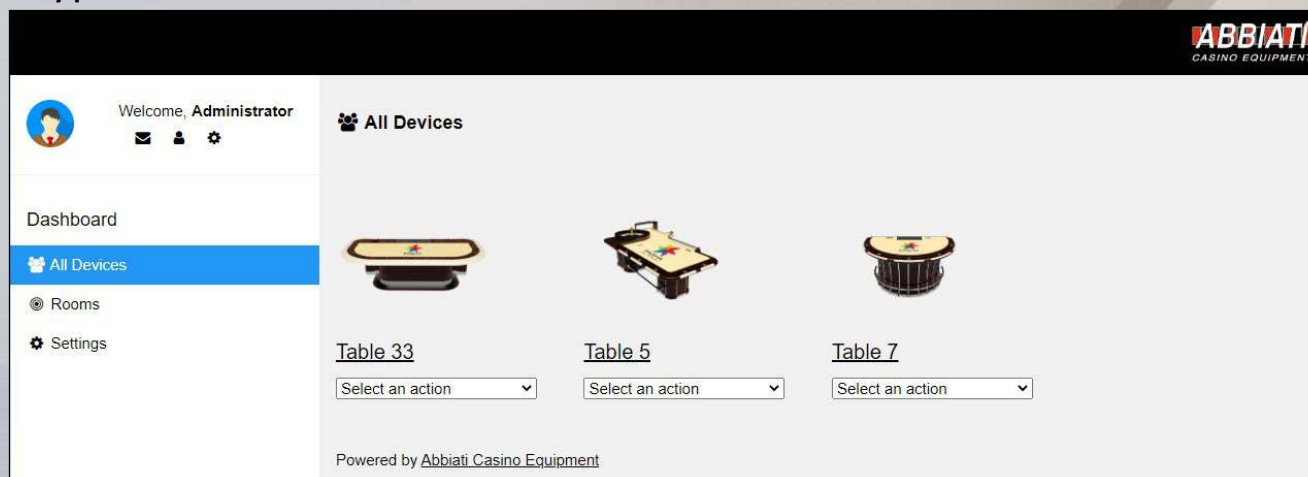 ABBIATI
CASINO EQUIPMENT
Welcome, Administrator
All Devices
Dashboard
All Devices
Rooms
Settings
Table 33
Table 5
Table 7
Select an action
Select an action
Select an action
Powered by Abbiati Casino Equipment